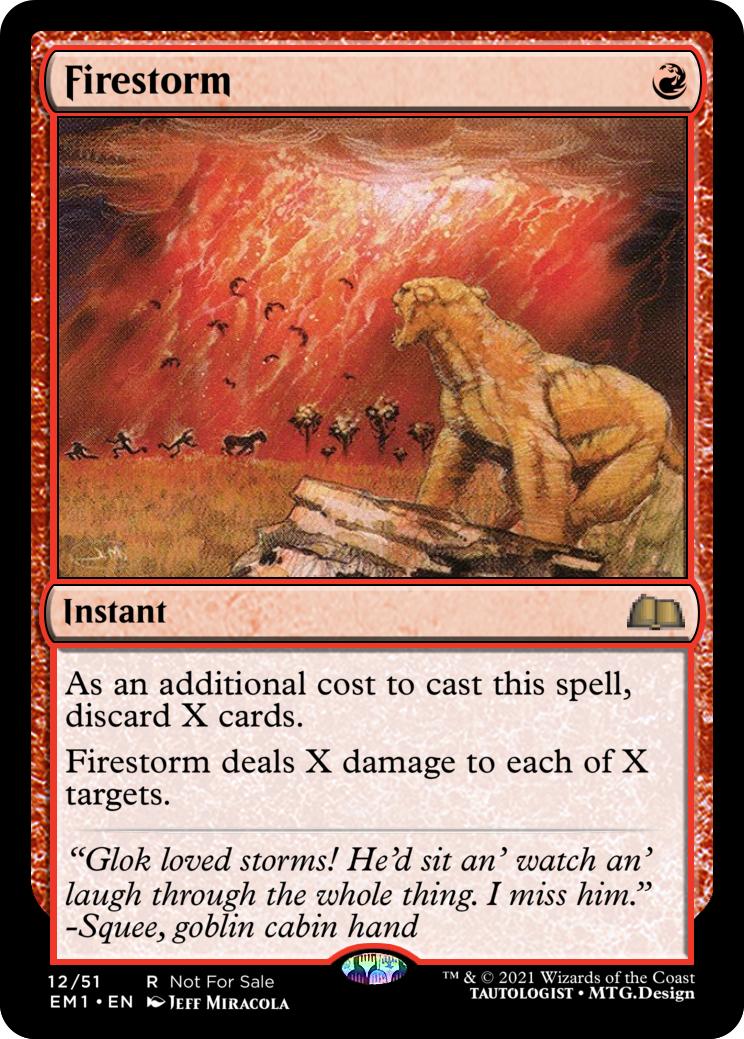 Firestorm
JM
Instant
As an additional cost to cast this spell,
discard X cards.
Firestorm deals X damage to each of X
targets.
“Glok loved storms! He’d sit an’ watch an’
laugh through the whole thing. I miss him.”
-Squee, goblin cabin hand
12/51 R Not For Sale
EM1 • EN Jeff Miracola
™ & © 2021 Wizards of the Coast
TAUTOLOGIST • MTG.Design